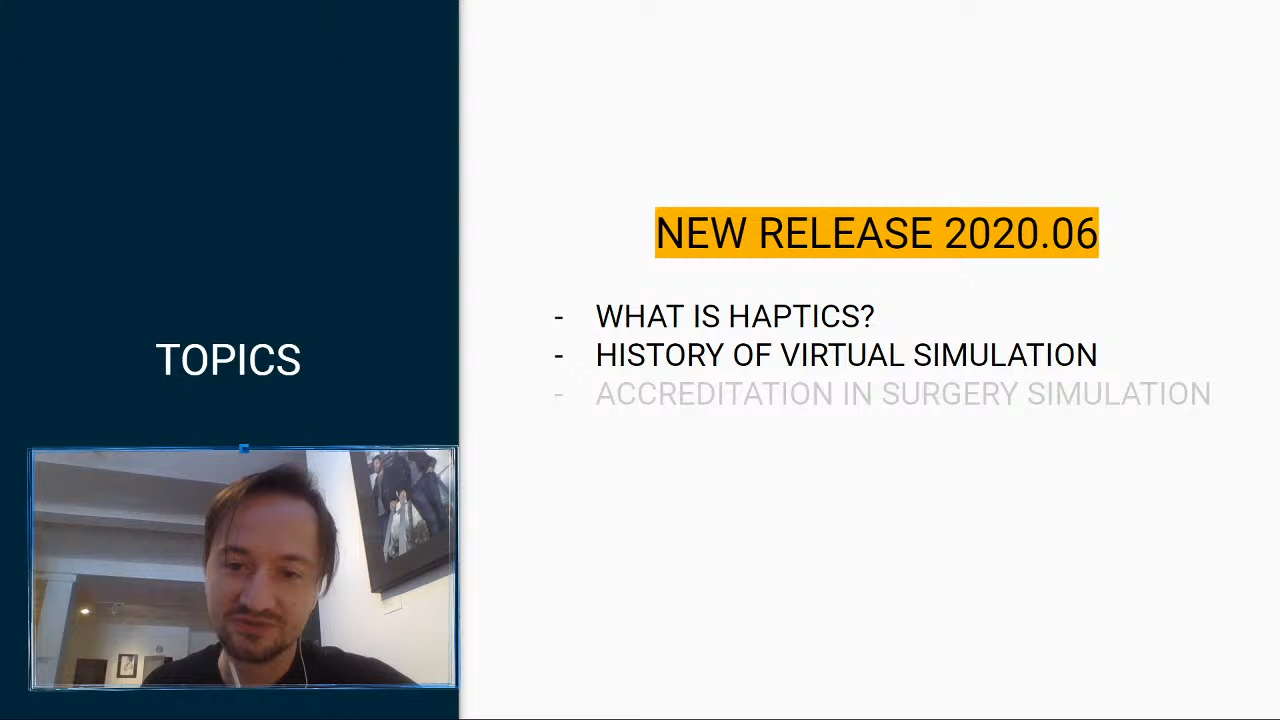 TOPICS
NEW RELEASE 2020.06
- WHAT IS HAPTICS?
- HISTORY OF VIRTUAL SIMULATION
- ACCREDITATION IN SURGERY SIMULATION